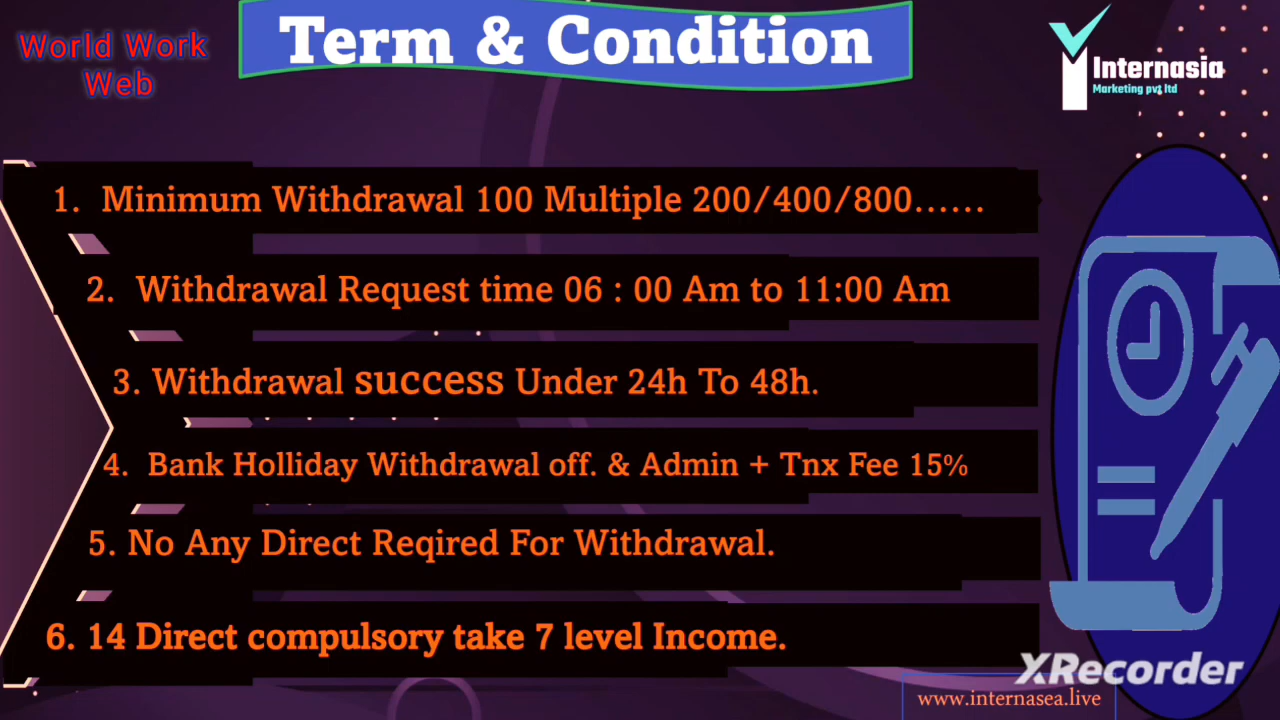 World Work
Web
Term & Condition
Internasia
Marketing pvt ltd
1. Minimum Withdrawal 100 Multiple 200/400/800......
2. Withdrawal Request time 06 : 00 Am to 11:00 Am
3. Withdrawal success Under 24h To 48h.
4. Bank Holliday Withdrawal off. & Admin + Tnx Fee 15%
5. No Any Direct Reqired For Withdrawal.
6. 14 Direct compulsory take 7 level Income.
XRecorder
www.internasea.live